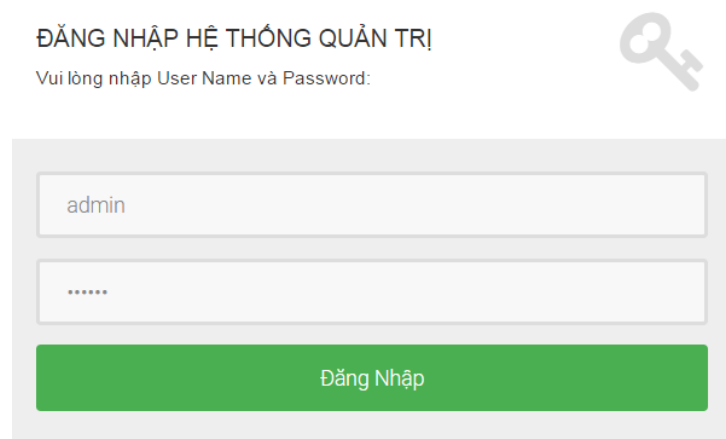 ĐĂNG NHẬP HỆ THỐNG QUẢN TRỊ
Vui lòng nhập User Name và Password:
admin
••••••
Đăng Nhập